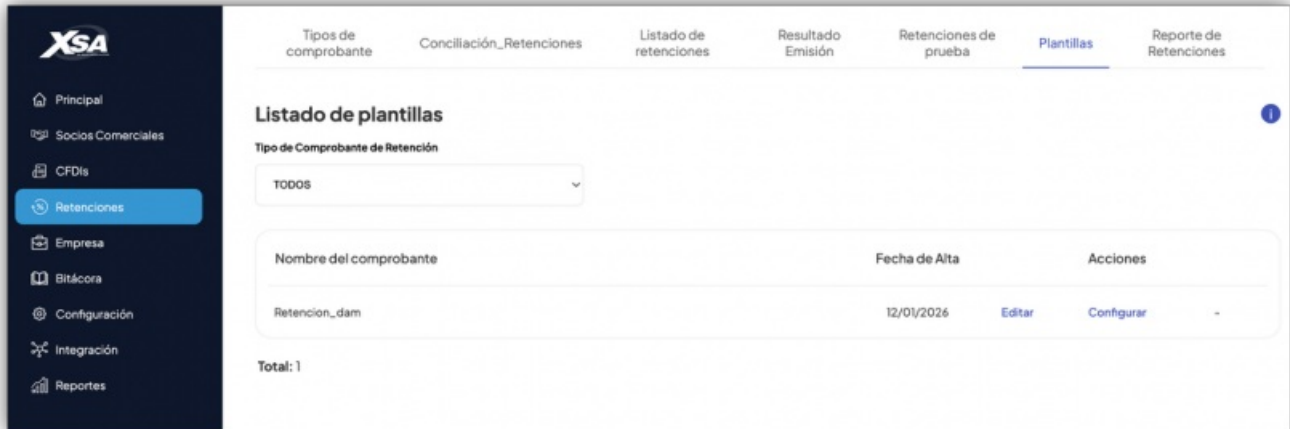 XSA
Principal
Socios Comerciales
CFDIs
Retenciones
Empresa
Bitácora
Configuración
Integración
Reportes
Tipos de
comprobante
Conciliación_Retenciones
Listado de
retenciones
Resultado
Emisión
Retenciones de
prueba
Plantillas
Reporte de
Retenciones
Listado de plantillas
i
Tipo de Comprobante de Retención
TODOS
Nombre del comprobante Fecha de Alta Acciones
Retencion_dam 12/01/2026 Editar Configurar -
Total: 1